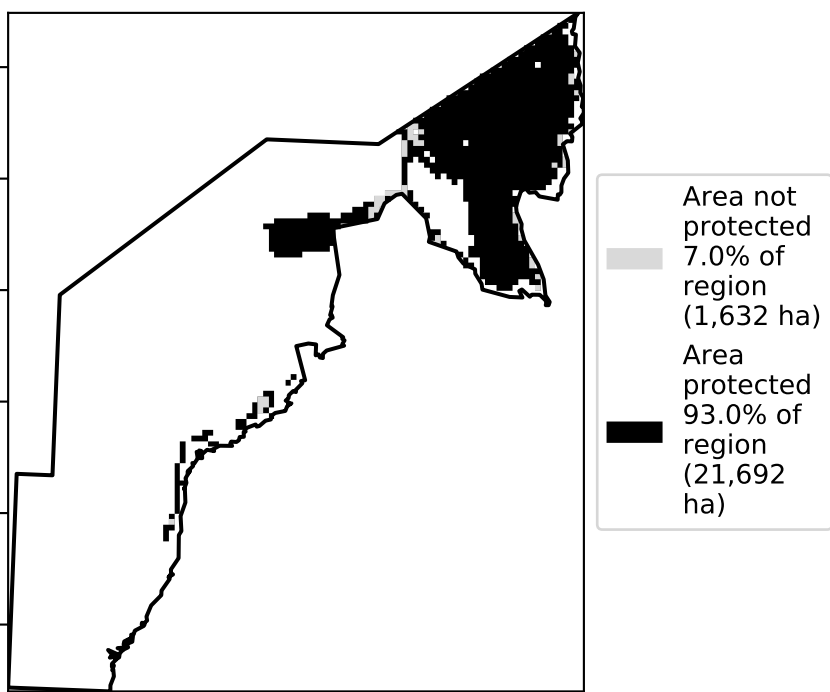 Area not
protected
7.0% of
region
(1,632 ha)
Area
protected
93.0% of
region
(21,692
ha)